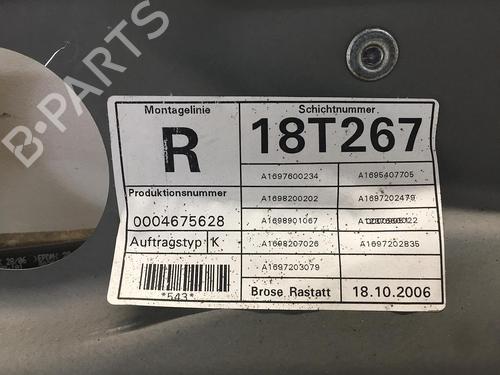 B-PARTS
Montagelinie
R
Schichtnummer
18T267
A1697600234
A1695407705
Produktionsnummer
0004675628
A1698200202
A1697202479
A1698901067
Auftragstyp K
A1698207026
A1697202835
A1697203079
*543*
Brose Rastatt
18.10.2006